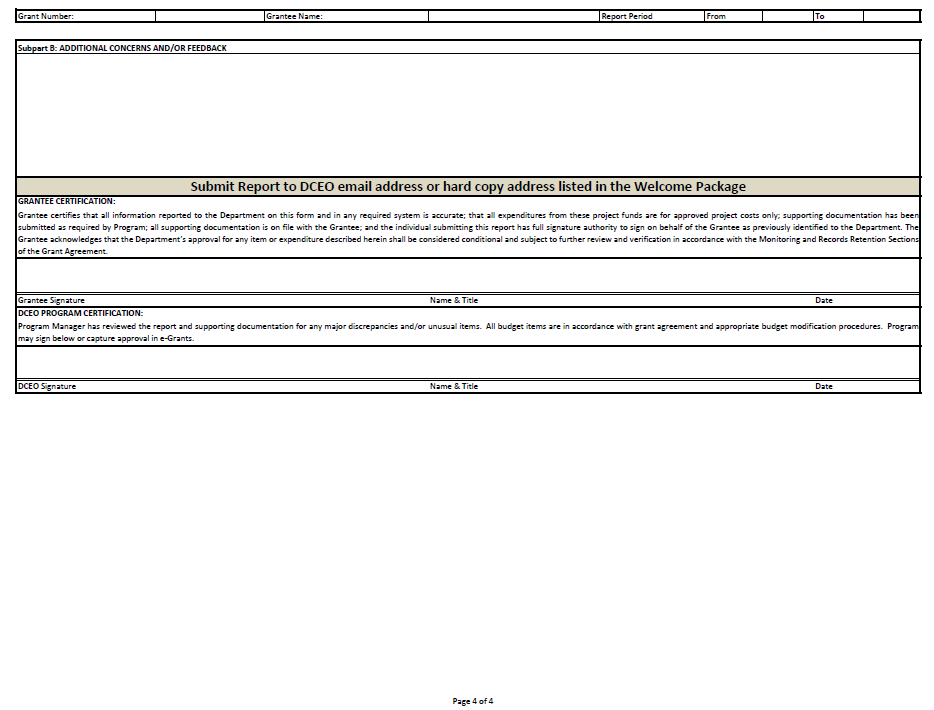 Grant Number: Grantee Name: Report Period From To
Subpart B: ADDITIONAL CONCERNS AND/OR FEEDBACK
Submit Report to DCEO email address or hard copy address listed in the Welcome Package
GRANTEE CERTIFICATION:
Grantee certifies that all information reported to the Department on this form and in any required system is accurate; that all expenditures from these project funds are for approved project costs only; supporting documentation has been
submitted as required by Program; all supporting documentation is on file with the Grantee; and the individual submitting this report has full signature authority to sign on behalf of the Grantee as previously identified to the Department. The
Grantee acknowledges that the Department's approval for any item or expenditure described herein shall be considered conditional and subject to further review and verification in accordance with the Monitoring and Records Retention Sections
of the Grant Agreement.
Grantee Signature Name & Title Date
DCEO PROGRAM CERTIFICATION:
Program Manager has reviewed the report and supporting documentation for any major discrepancies and/or unusual items. All budget items are in accordance with grant agreement and appropriate budget modification procedures. Program
may sign below or capture approval in e-Grants.
DCEO Signature Name & Title Date
Page 4 of 4